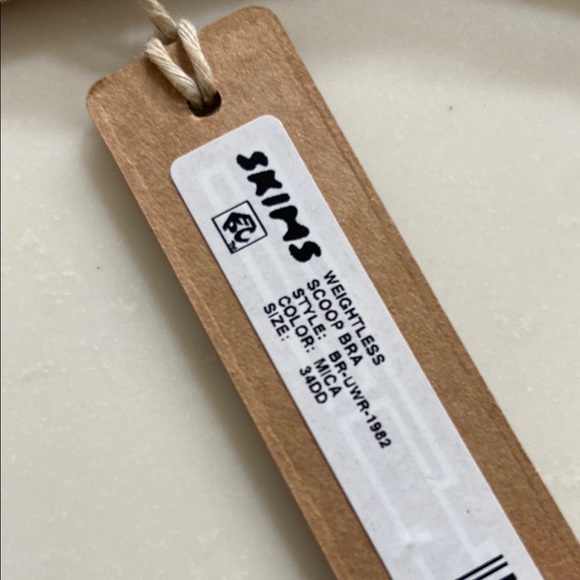 SKIMS
WEIGHTLESS
SCOOP BRA
STYLE: BR-UWR-1982
COLOR: MICA
SIZE: 34DD